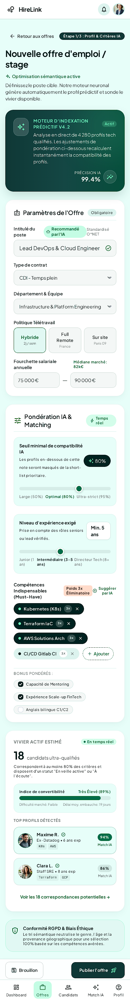 HireLink
Retour aux offres
Étape 1/3 : Profil & Critères IA
Nouvelle offre d'emploi /
stage
Optimisation sémantique active
Définissez le poste cible. Notre moteur neuronal
génère automatiquement le profil prédictif et sonde le
vivier disponible.
MOTEUR D'INDEXATION
PRÉDICTIF V4.2
Actif
Analyse en direct de 4 280 profils tech
qualifiés. Les ajustements de
pondération ci-dessous recalculent
instantanément la compatibilité des
profils.
PRÉCISION IA
99.4%
Paramètres de l'Offre
Obligatoire
Intitulé du
poste
Recommandé
par l'IA
Standardisé
O*NET
Lead DevOps & Cloud Engineer
Type de contrat
CDI - Temps plein
Département & Équipe
Infrastructure & Platform Engineering
Politique Télétravail
Hybride
2j / sem
Full
Remote
France
Sur site
Paris 09
Fourchette salariale
annuelle
Médiane marché:
82k€
75 000 €
—
90 000 €
Pondération IA &
Matching
Temps
réel
Seuil minimal de compatibilité
IA
Les profils en-dessous de cette
note seront masqués de la short-
list prioritaire.
80%
Large (50%)
Optimal (80%)
Ultra-strict (95%)
Niveau d'expérience exigé
Prise en compte des rôles seniors
ou lead vérifiés.
Min. 5
ans
Junior (1
an)
Intermédiaire (3-5
ans)
Directeur Tech (8+
ans)
Compétences
Indispensables
(Must-Have)
Poids 3x
Éliminatoire
Suggérer
par IA
Kubernetes (K8s) 3x ×
Terraform IaC 3x ×
AWS Solutions Arch 3x ×
CI/CD Gitlab CI 1x ×
+ Ajouter
BONUS PONDÉRÉS :
Capacité de Mentoring
Expérience Scale-up FinTech
Anglais bilingue C1/C2
VIVIER ACTIF ESTIMÉ
En temps réel
18 candidats ultra-qualifiés
Correspondent à au moins 80% des critères et
disposent d'un statut "En veille active" ou "À
l'écoute".
Indice de convertibilité
Très Élevé (89%)
Difficulté marché: Faible
Délai moy. embauche: 19 jours
TOP PROFILS DÉTECTÉS
Maxime R.
Ex-Datadog • 6 ans exp
K8s AWS
94%
Match IA
Clara L.
Staff SRE • 8 ans exp
Terraform GCP
86%
Match IA
Voir les 18 correspondances potentielles →
Conformité RGPD & Biais Éthique
Le tri sémantique neutralise le genre, l'âge et la
provenance géographique pour une sélection
100% basée sur les compétences avérées.
Brouillon
Publier l'offre
Dashboard
Offres
Candidats
Match IA
Profil